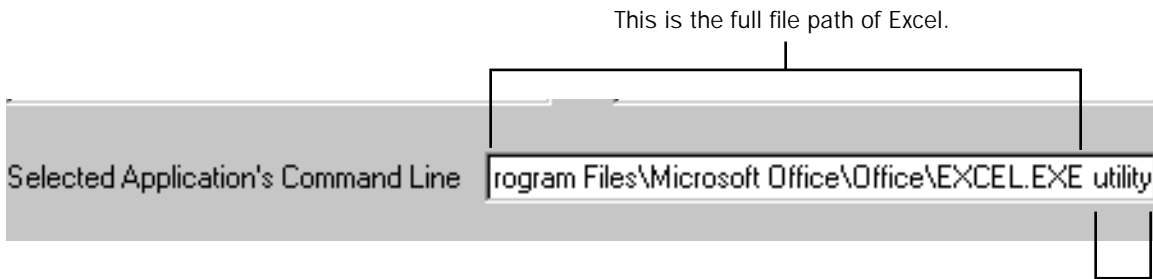 This is the full file path of Excel.
Selected Application's Command Line rogram Files\Microsoft Office\Office\EXCEL.EXE utility